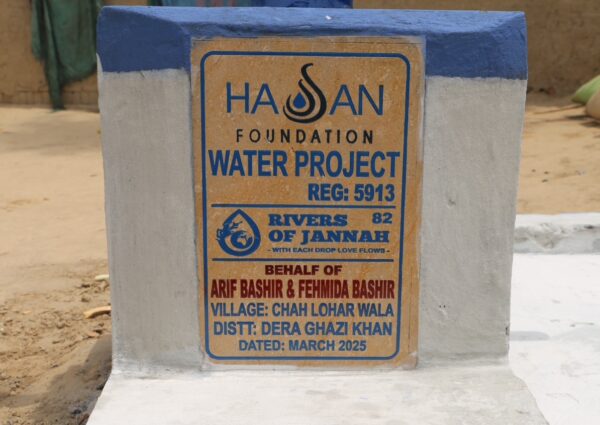 HASAN
FOUNDATION
WATER PROJECT
REG: 5913
RIVERS 82
OF JANNAH
- WITH EACH DROP LOVE FLOWS -
BEHALF OF
ARIF BASHIR & FEHMIDA BASHIR
VILLAGE: CHAH LOHAR WALA
DISTT: DERA GHAZI KHAN
DATED: MARCH 2025